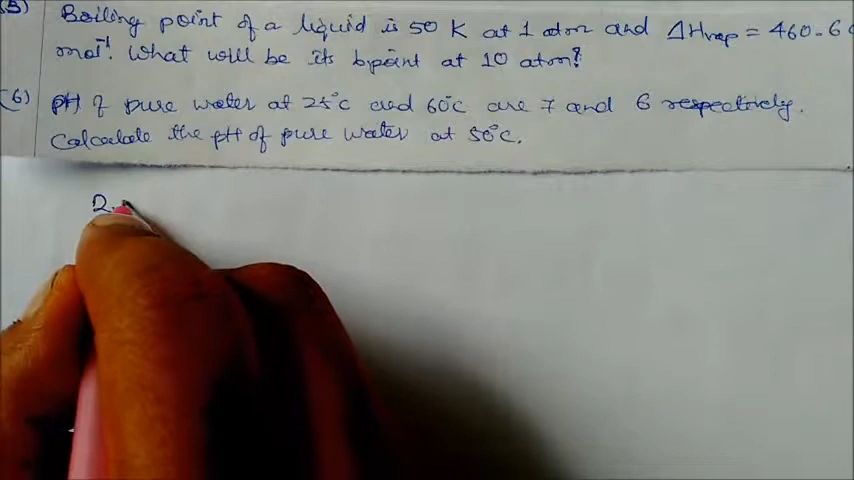 (5) Boiling point of a liquid is 50 K at 1 atm and ΔHvap = 460.6
mol⁻¹. What will be its b.point at 10 atm?
(6) pH of pure water at 25°c and 60°c are 7 and 6 respectively.
Calculate the pH of pure water at 50°c.
2.